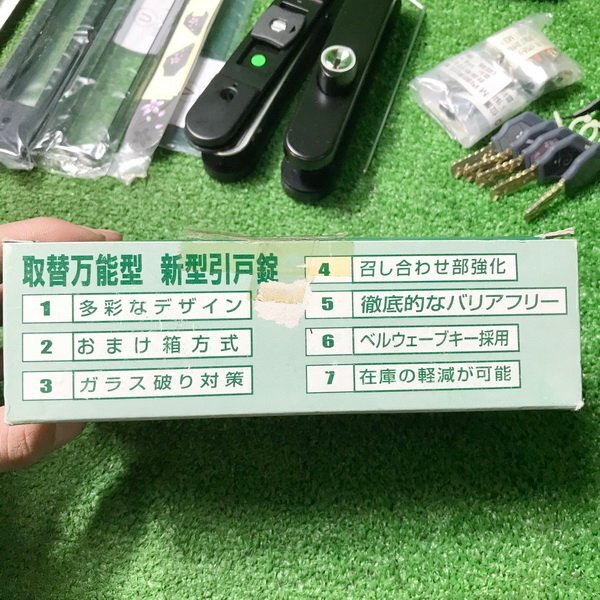 取替万能型 新型引戸錠
1 多彩なデザイン
2 おまけ箱方式
3 ガラス破り対策
4 召し合わせ部強化
5 徹底的なバリアフリー
6 ベルウェーブキー採用
7 在庫の軽減が可能